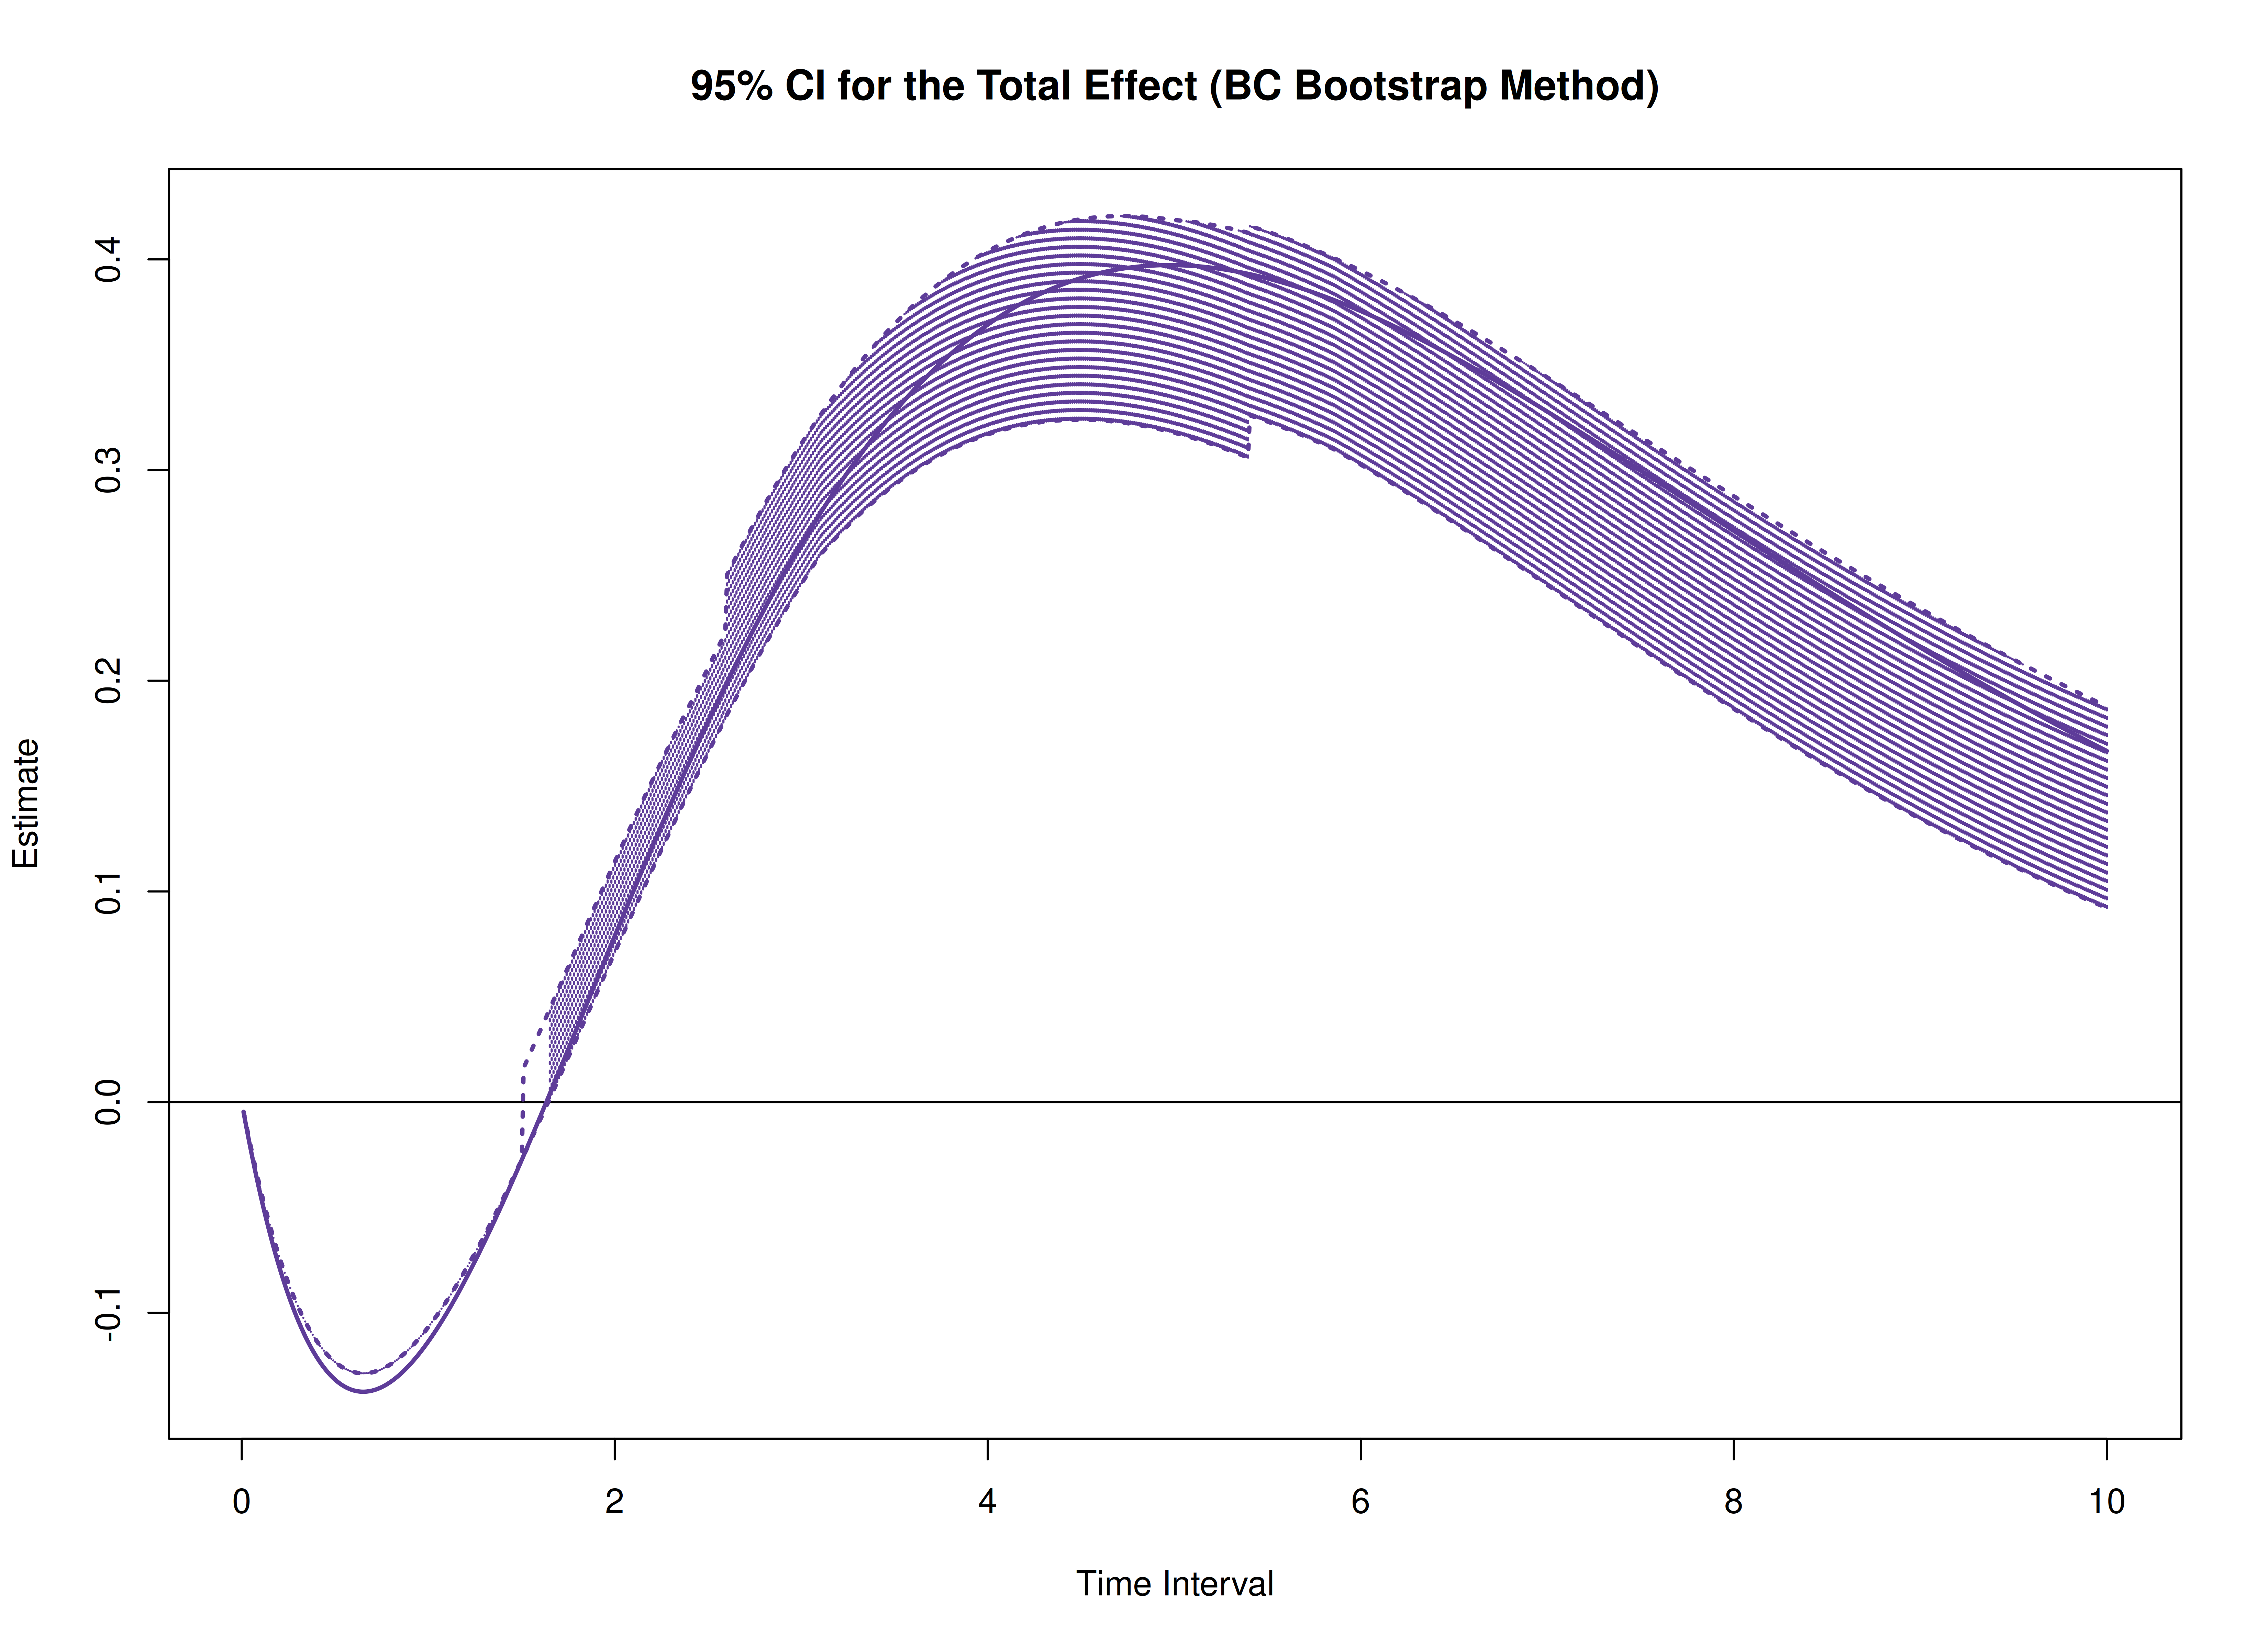 95% CI for the Total Effect (BC Bootstrap Method)
Estimate
0.4
0.3
0.2
0.1
0.0
-0.1
0 2 4 6 8 10
Time Interval